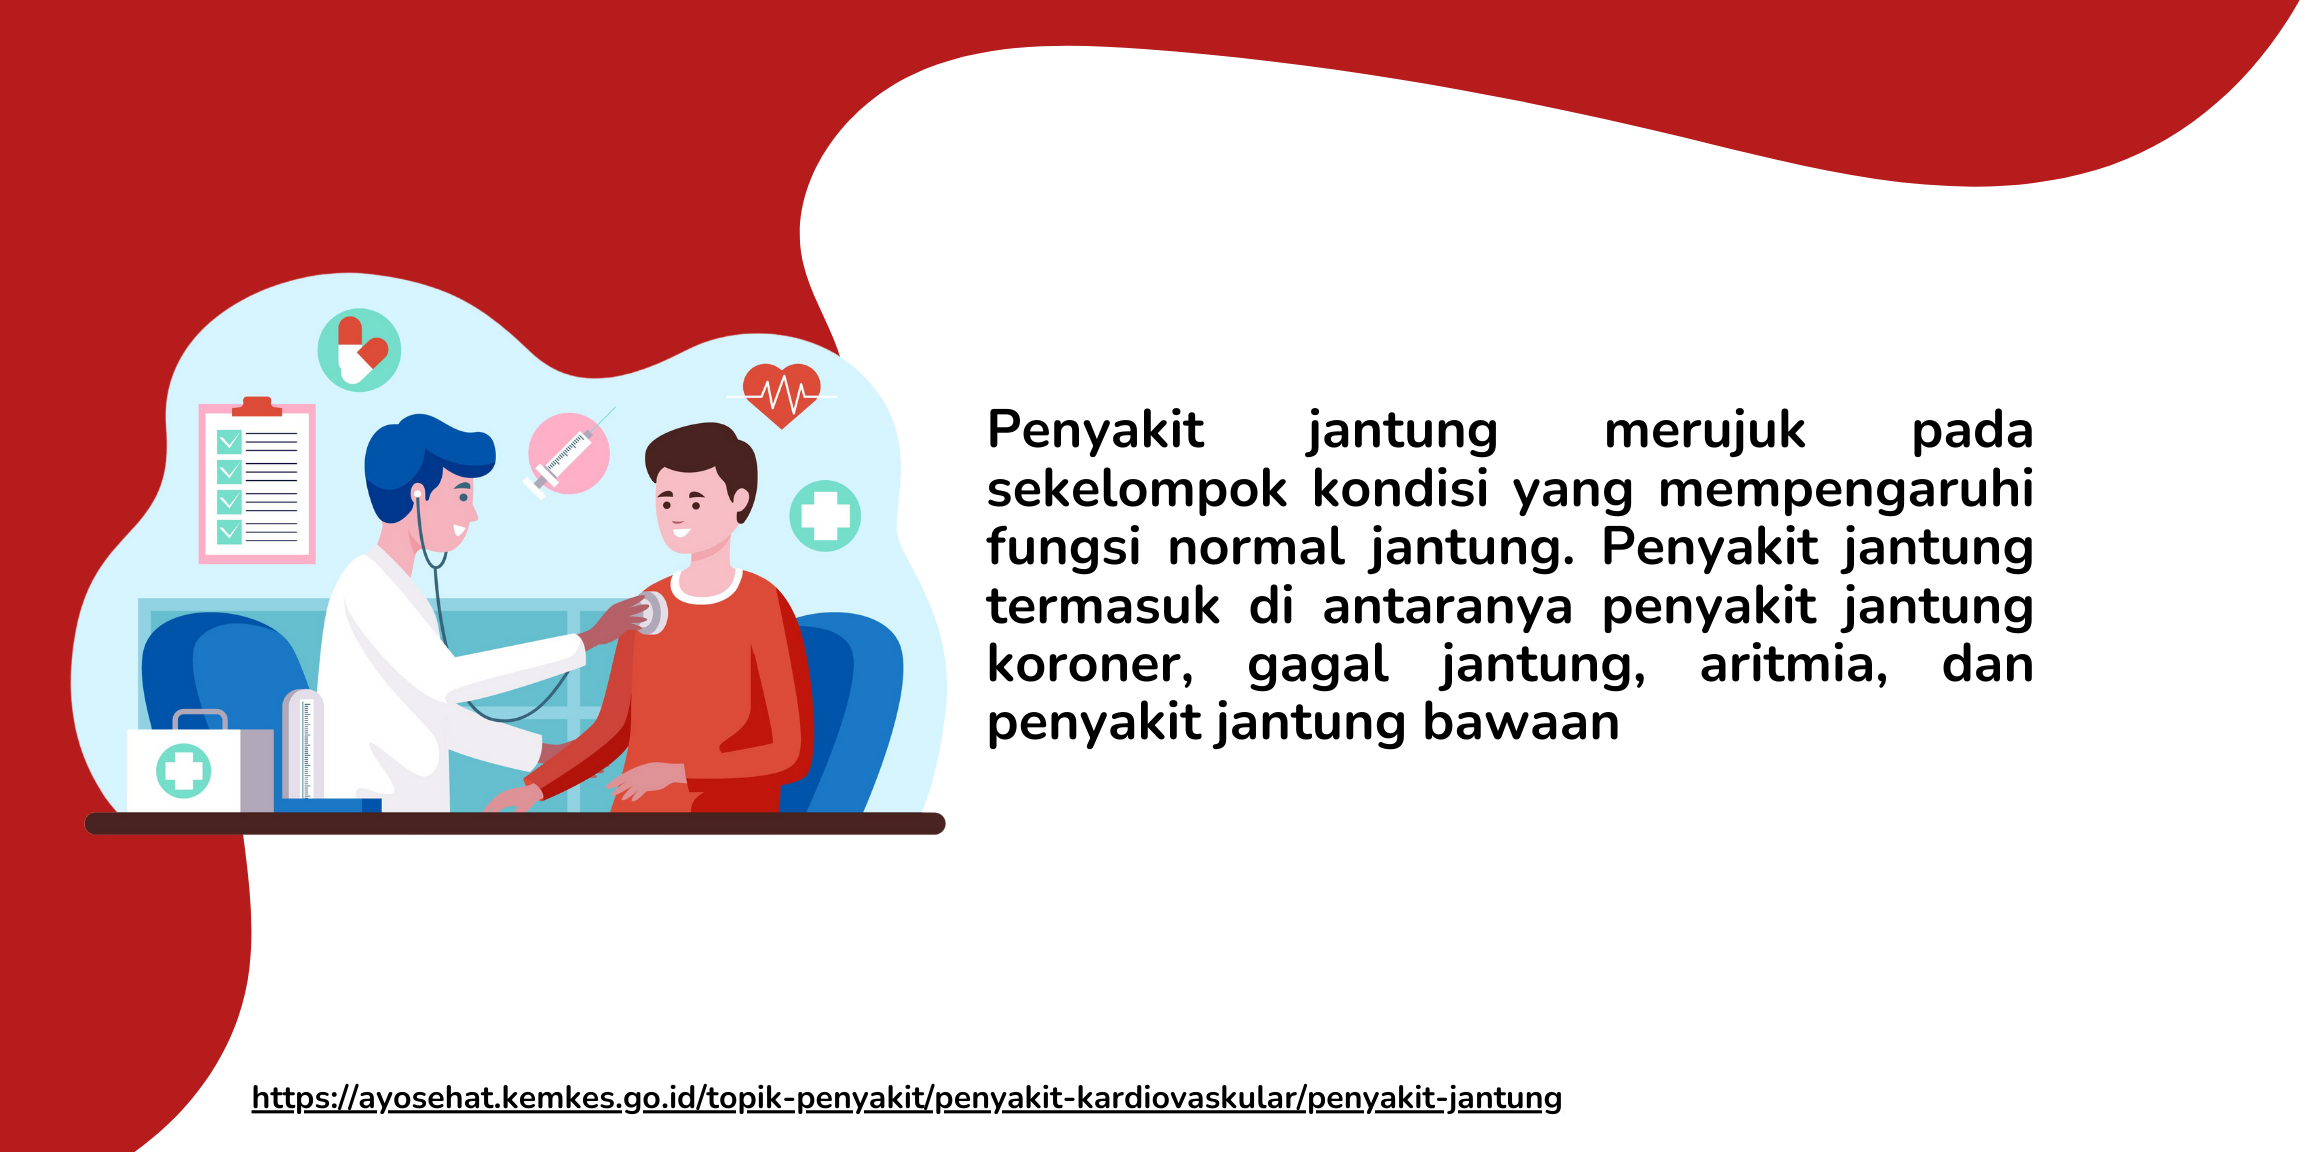 Penyakit jantung merujuk pada
sekelompok kondisi yang mempengaruhi
fungsi normal jantung. Penyakit jantung
termasuk di antaranya penyakit jantung
koroner, gagal jantung, aritmia, dan
penyakit jantung bawaan
https://ayosehat.kemkes.go.id/topik-penyakit/penyakit-kardiovaskular/penyakit-jantung